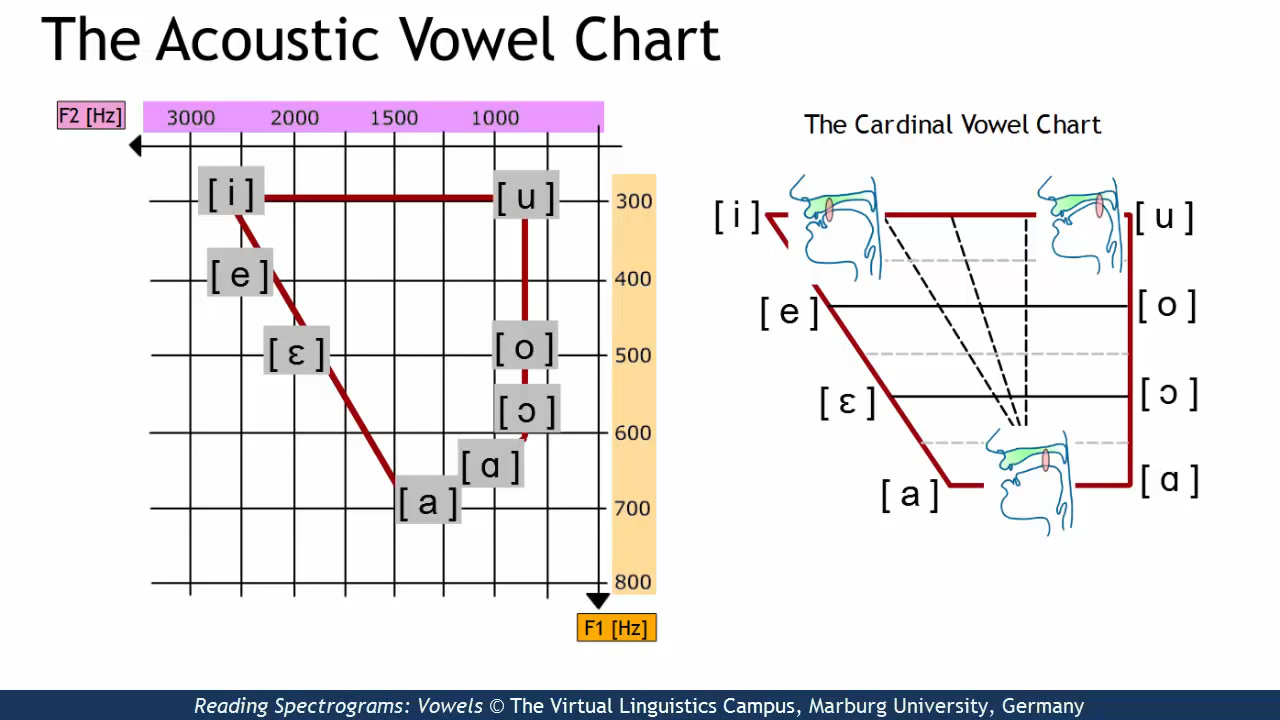 The Acoustic Vowel Chart
F2 [Hz]
3000 2000 1500 1000
[ i ]
[ u ]
300
[ e ]
400
[ ɛ ]
[ o ]
500
[ ɔ ]
600
[ ɑ ]
[ a ]
700
800
F1 [Hz]
The Cardinal Vowel Chart
[ i ]
[ u ]
[ e ]
[ o ]
[ ɛ ]
[ ɔ ]
[ a ]
[ ɑ ]
Reading Spectrograms: Vowels © The Virtual Linguistics Campus, Marburg University, Germany